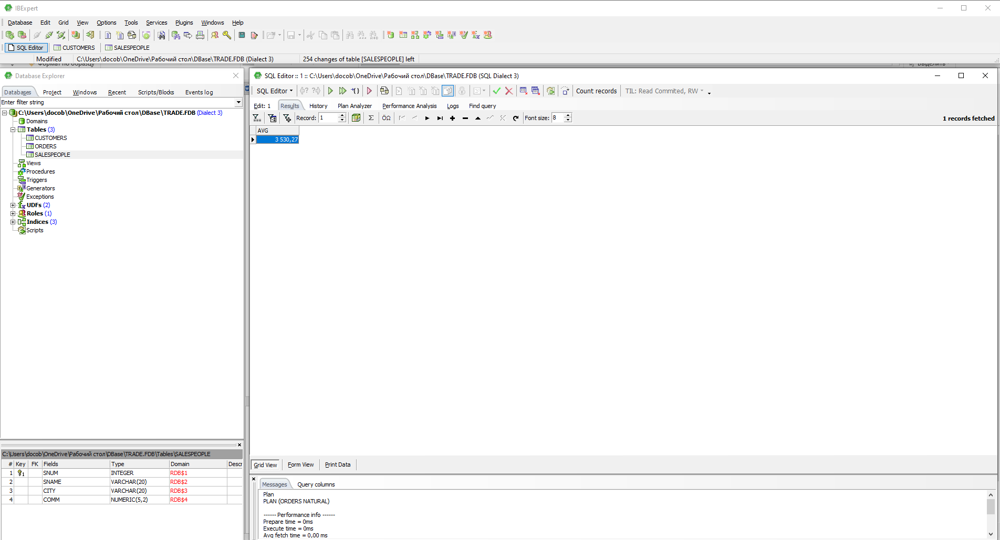 IBExpert
Database Edit Grid View Options Tools Services Plugins Windows Help
SQL Editor CUSTOMERS SALESPEOPLE
Modified C:\Users\docob\OneDrive\Рабочий стол\DBase\TRADE.FDB (Dialect 3) 254 changes of table [SALESPEOPLE] left
Формат по образцу
Выделить
Database Explorer
Databases Project Windows Recent Scripts/Blocks Events log
Enter filter string
C:\Users\docob\OneDrive\Рабочий стол\DBase\TRADE.FDB (Dialect 3)
Domains
Tables (3)
CUSTOMERS
ORDERS
SALESPEOPLE
Views
Procedures
Triggers
Generators
Exceptions
UDFs (2)
Roles (1)
Indices (3)
Scripts
C:\Users\docob\OneDrive\Рабочий стол\DBase\TRADE.FDB\Tables\SALESPEOPLE
# Key FK Fields Type Domain Descr
1 1 SNUM INTEGER RDB$1
2 SNAME VARCHAR(20) RDB$2
3 CITY VARCHAR(20) RDB$3
4 COMM NUMERIC(5,2) RDB$4
SQL Editor :: 1 :: C:\Users\docob\OneDrive\Рабочий стол\DBase\TRADE.FDB (SQL Dialect 3)
SQL Editor Count records TIL: Read Commited, RW
Edit: 1 Results History Plan Analyzer Performance Analysis Logs Find query
Record: 1 Σ ÖΩ Font size: 8 1 records fetched
AVG
3 530,27
Grid View Form View Print Data
Messages Query columns
Plan
PLAN (ORDERS NATURAL)
------ Performance info ------
Prepare time = 0ms
Execute time = 0ms
Avg fetch time = 0,00 ms